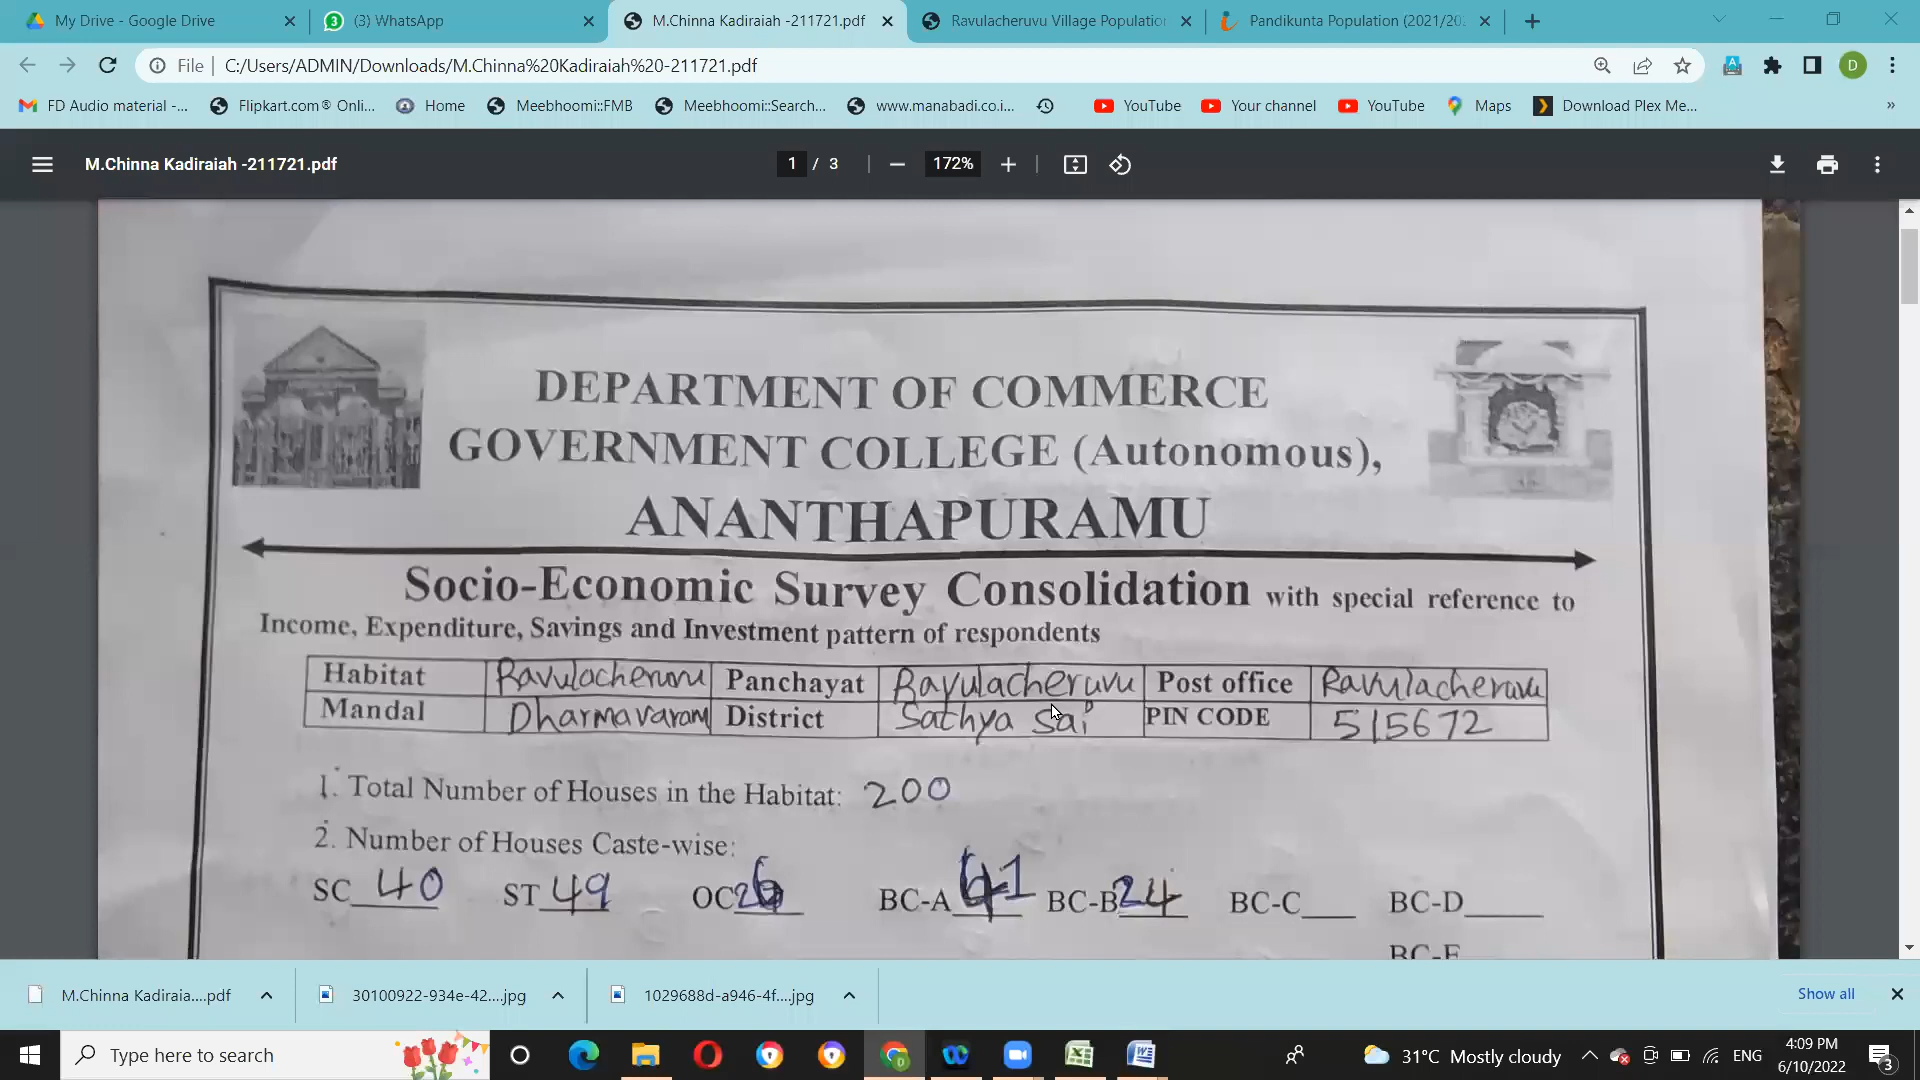 My Drive - Google Drive
(3) WhatsApp
M.Chinna Kadiraiah -211721.pdf
Ravulacheruvu Village Population
Pandikunta Population (2021/20
File
C:/Users/ADMIN/Downloads/M.Chinna%20Kadiraiah%20-211721.pdf
D
FD Audio material -...
Flipkart.com® Onli...
Home
Meebhoomi::FMB
Meebhoomi::Search...
www.manabadi.co.i...
YouTube
Your channel
YouTube
Maps
Download Plex Me...
»
M.Chinna Kadiraiah -211721.pdf
1 / 3
172%
DEPARTMENT OF COMMERCE
GOVERNMENT COLLEGE (Autonomous),
ANANTHAPURAMU
Socio-Economic Survey Consolidation with special reference to
Income, Expenditure, Savings and Investment pattern of respondents
Habitat Ravulacheruvu Panchayat Ravulacheruvu Post office Ravulacheruvu
Mandal Dharmavaram District Sathya Sai PIN CODE 515672
1. Total Number of Houses in the Habitat: 200
2. Number of Houses Caste-wise:
SC 40 ST 49 OC 26 BC-A 61 BC-B 24 BC-C___ BC-D____
M.Chinna Kadiraia....pdf
30100922-934e-42....jpg
1029688d-a946-4f....jpg
Show all
Type here to search
31°C Mostly cloudy
ENG
4:09 PM
6/10/2022
3